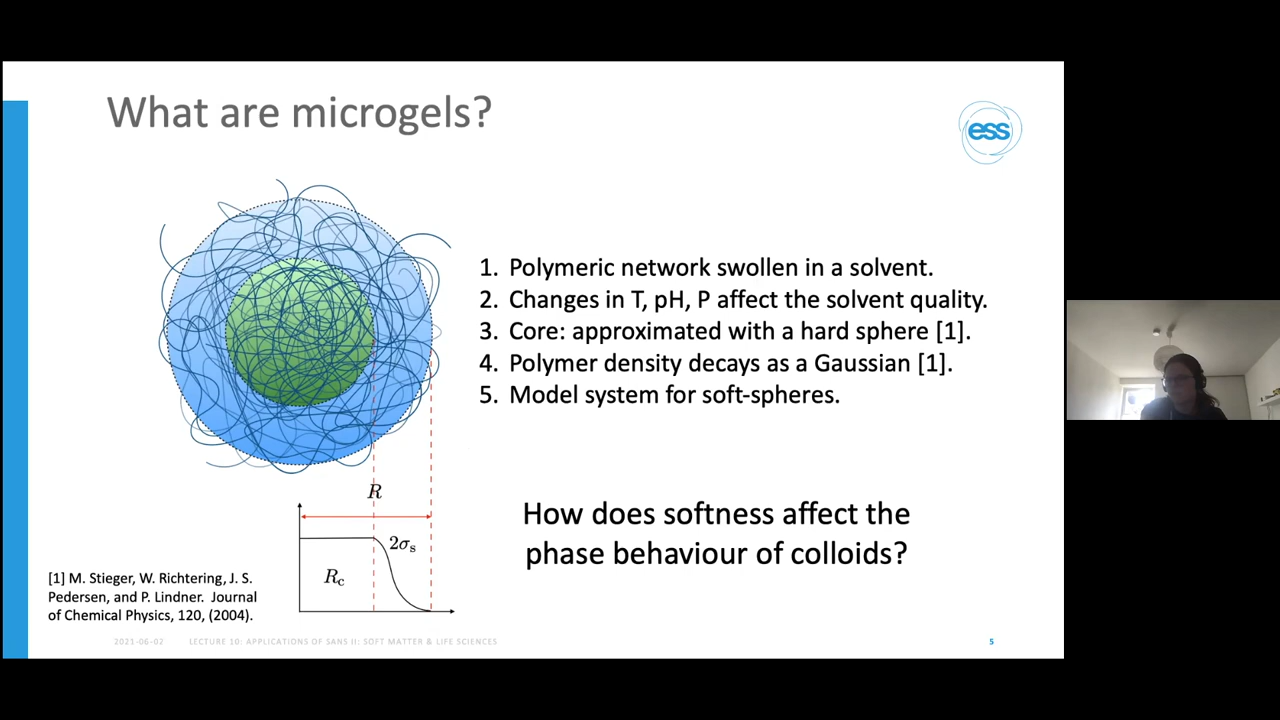 What are microgels?
ess
1. Polymeric network swollen in a solvent.
2. Changes in T, pH, P affect the solvent quality.
3. Core: approximated with a hard sphere [1].
4. Polymer density decays as a Gaussian [1].
5. Model system for soft-spheres.
R
2σs
Rc
How does softness affect the
phase behaviour of colloids?
[1] M. Stieger, W. Richtering, J. S.
Pedersen, and P. Lindner. Journal
of Chemical Physics, 120, (2004).
2021-06-02 LECTURE 10: APPLICATIONS OF SANS II: SOFT MATTER & LIFE SCIENCES 5